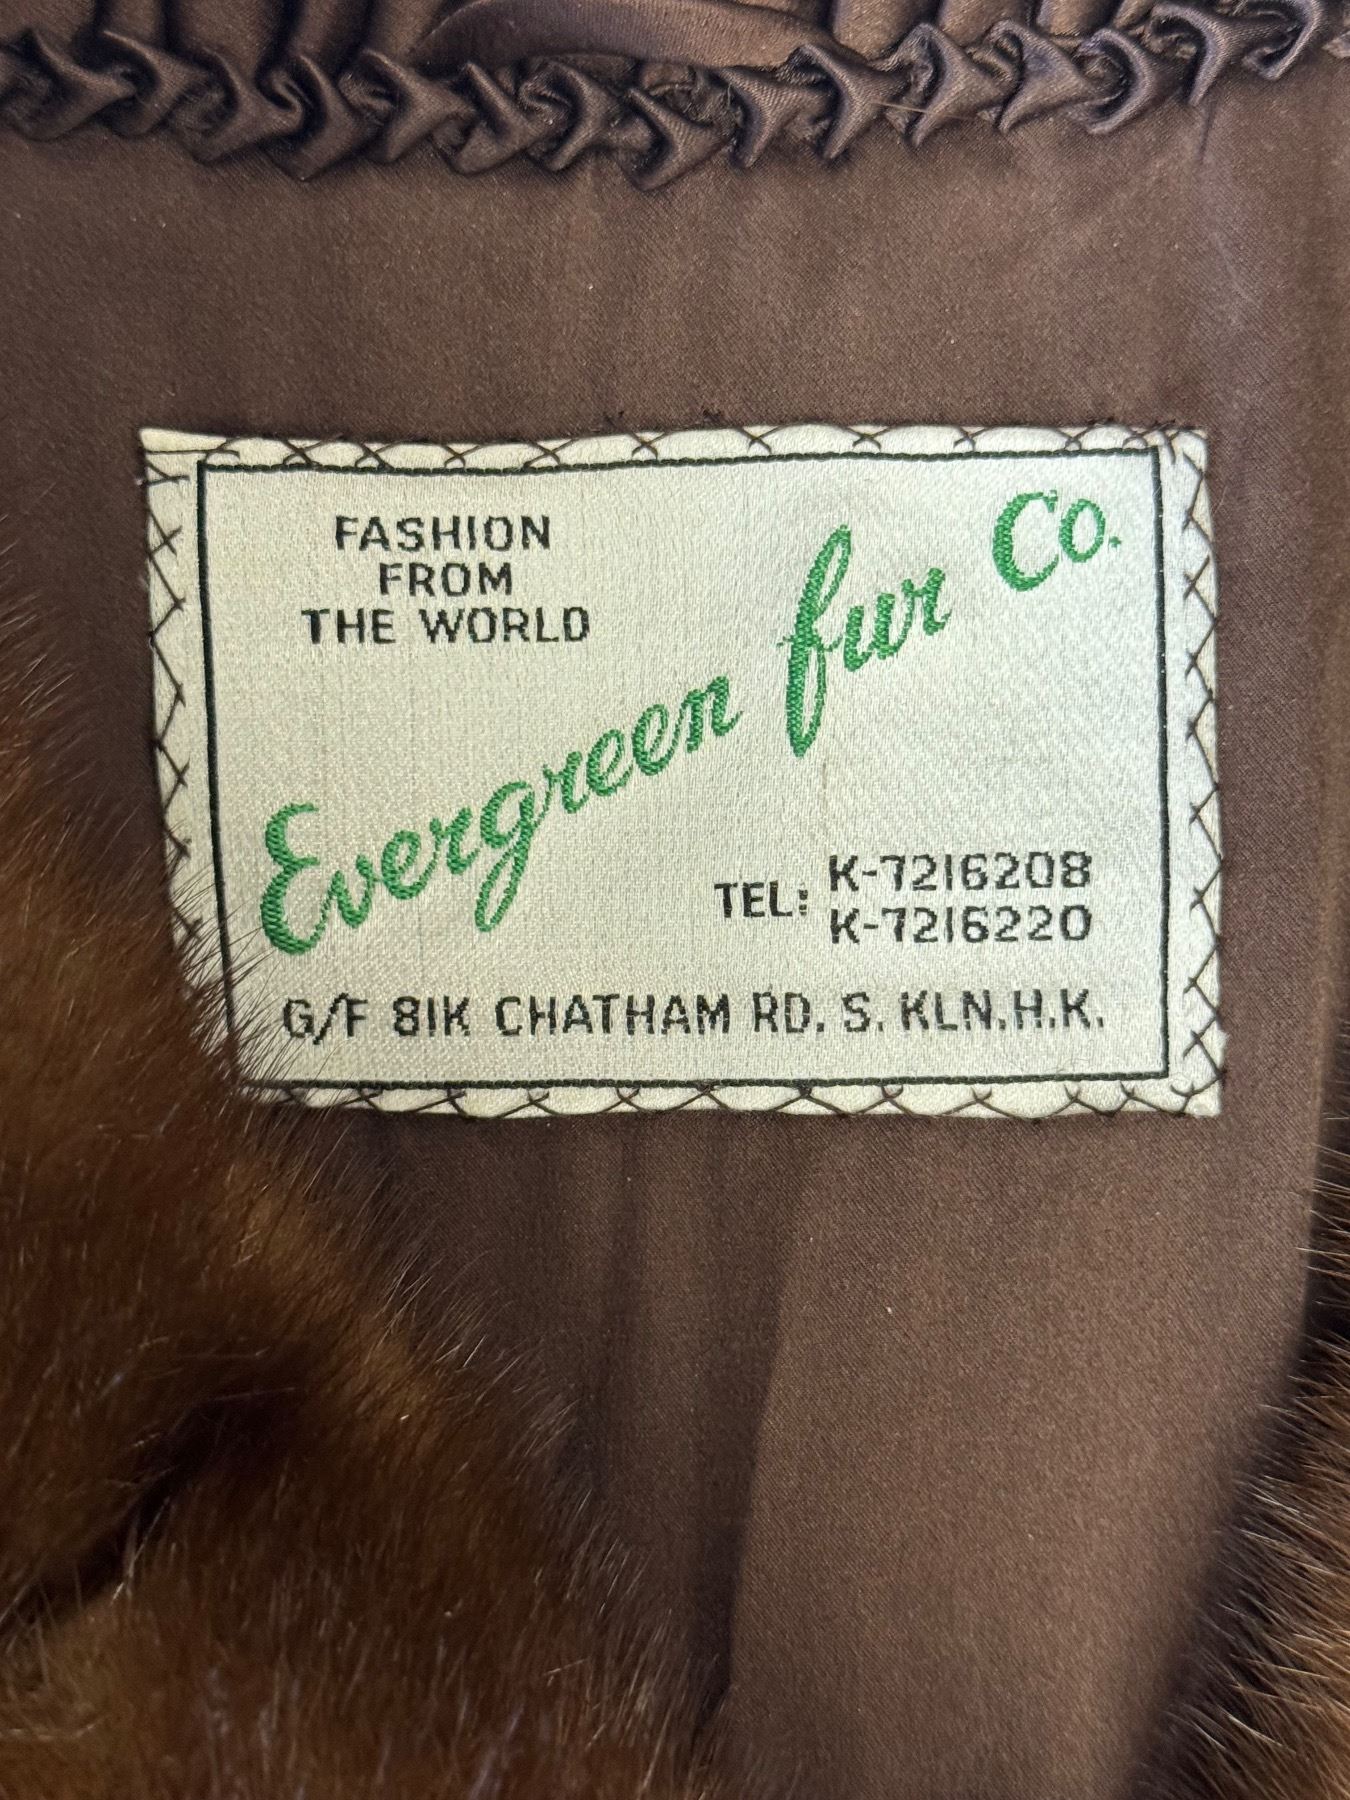 FASHION
FROM
THE WORLD
Evergreen fur Co.
TEL: K-7216208
K-7216220
G/F 81K CHATHAM RD. S. KLN.H.K.